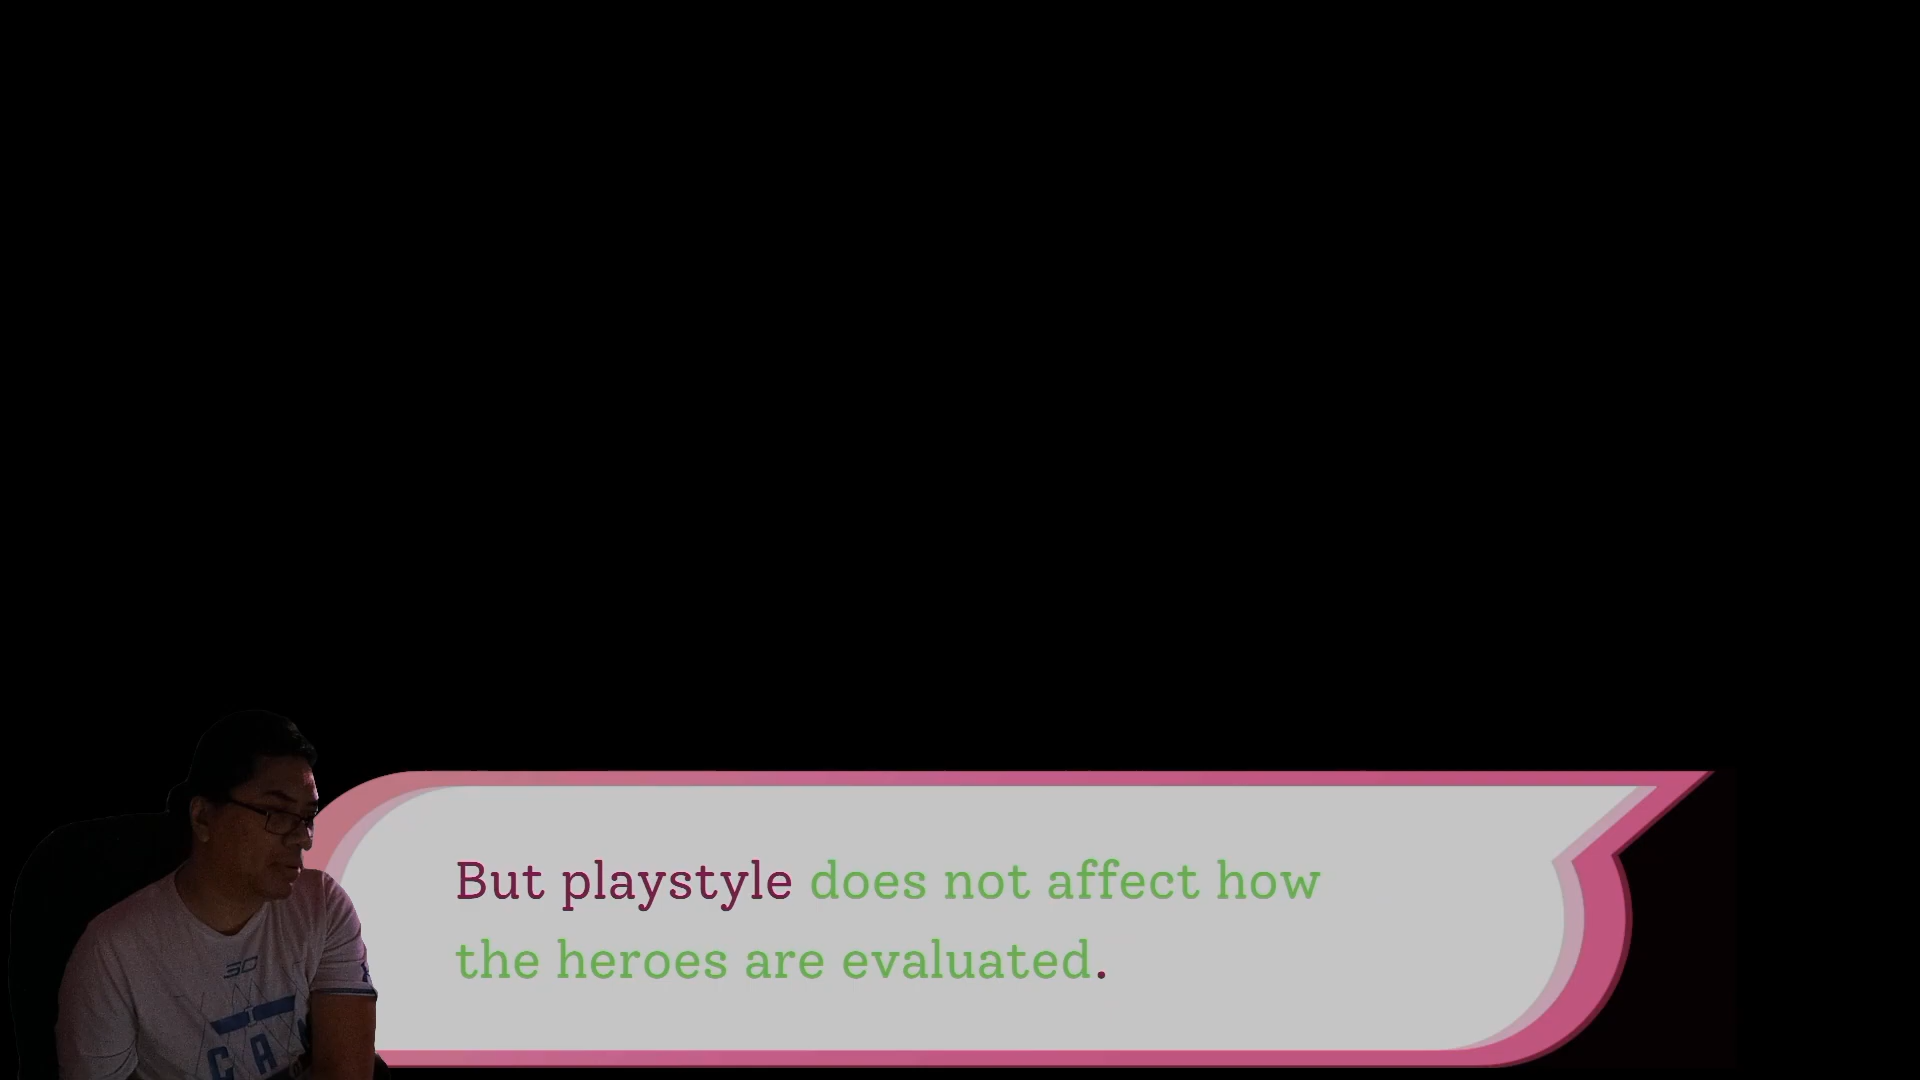 But playstyle does not affect how
the heroes are evaluated.